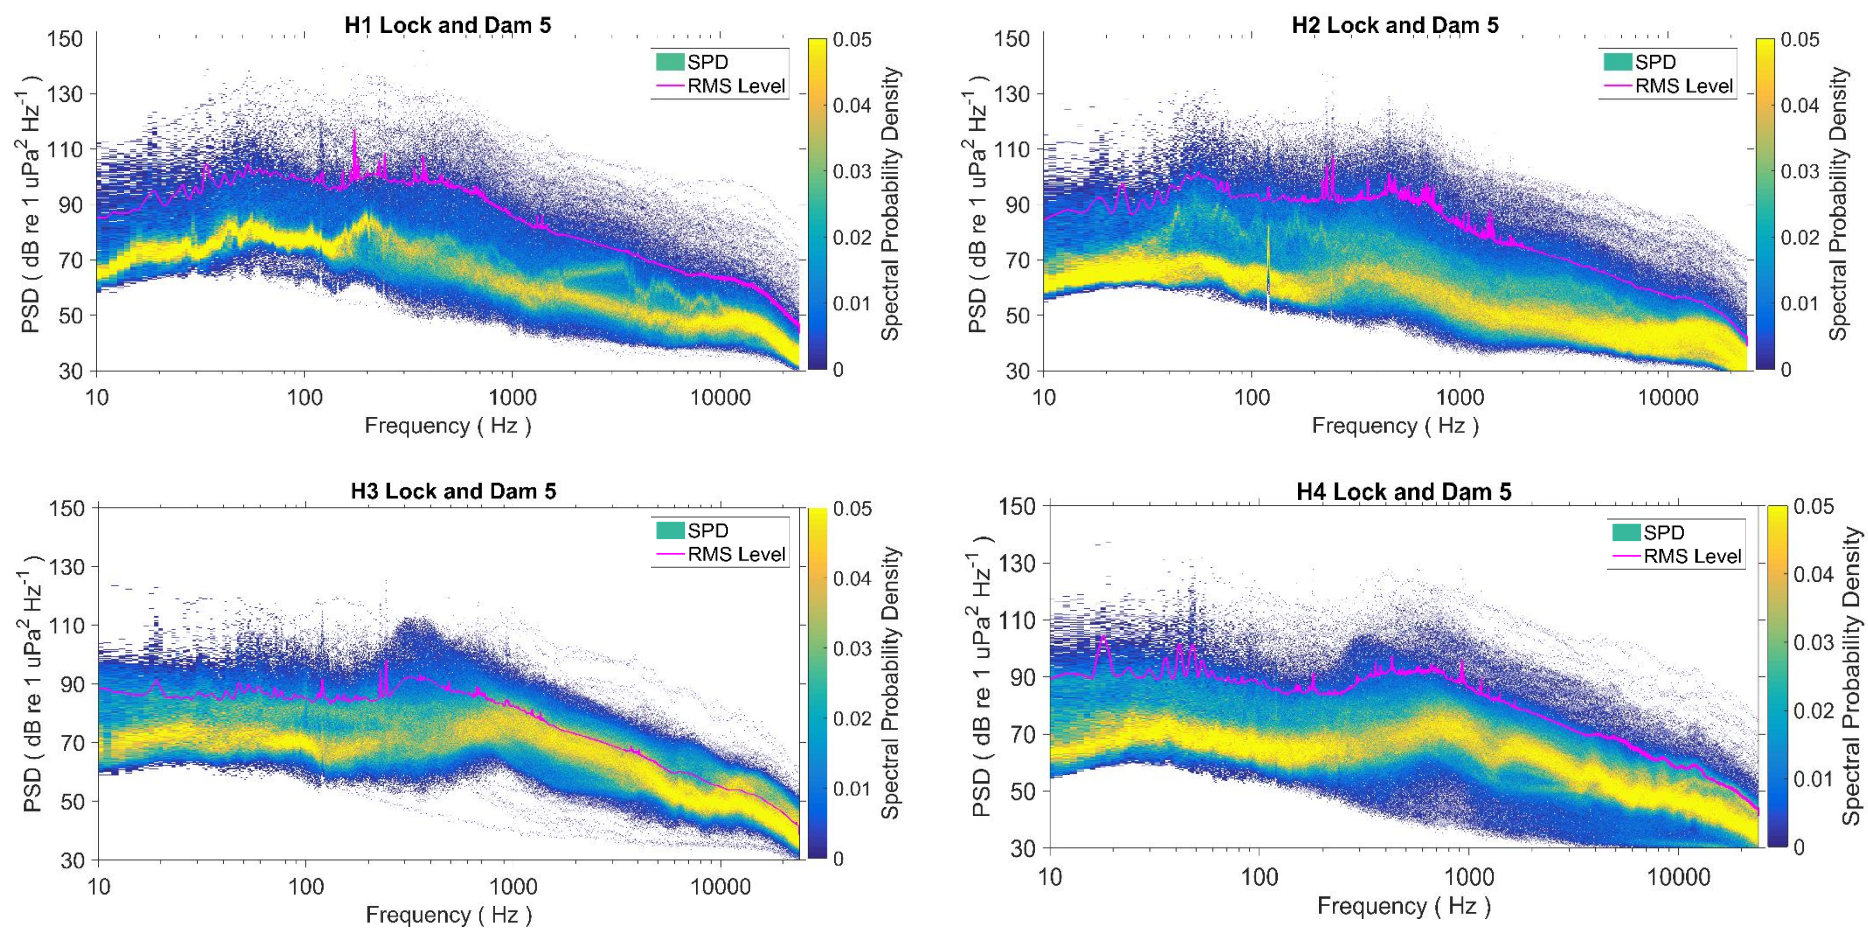 H1 Lock and Dam 5
150
130
110
90
70
50
30
PSD ( dB re 1 uPa² Hz⁻¹ )
10
100
1000
10000
Frequency ( Hz )
SPD
RMS Level
0.05
0.04
0.03
0.02
0.01
0
Spectral Probability Density
H2 Lock and Dam 5
150
130
110
90
70
50
30
PSD ( dB re 1 uPa² Hz⁻¹ )
10
100
1000
10000
Frequency ( Hz )
SPD
RMS Level
0.05
0.04
0.03
0.02
0.01
0
Spectral Probability Density
H3 Lock and Dam 5
150
130
110
90
70
50
30
PSD ( dB re 1 uPa² Hz⁻¹ )
10
100
1000
10000
Frequency ( Hz )
SPD
RMS Level
0.05
0.04
0.03
0.02
0.01
0
Spectral Probability Density
H4 Lock and Dam 5
150
130
110
90
70
50
30
PSD ( dB re 1 uPa² Hz⁻¹ )
10
100
1000
10000
Frequency ( Hz )
SPD
RMS Level
0.05
0.04
0.03
0.02
0.01
0
Spectral Probability Density